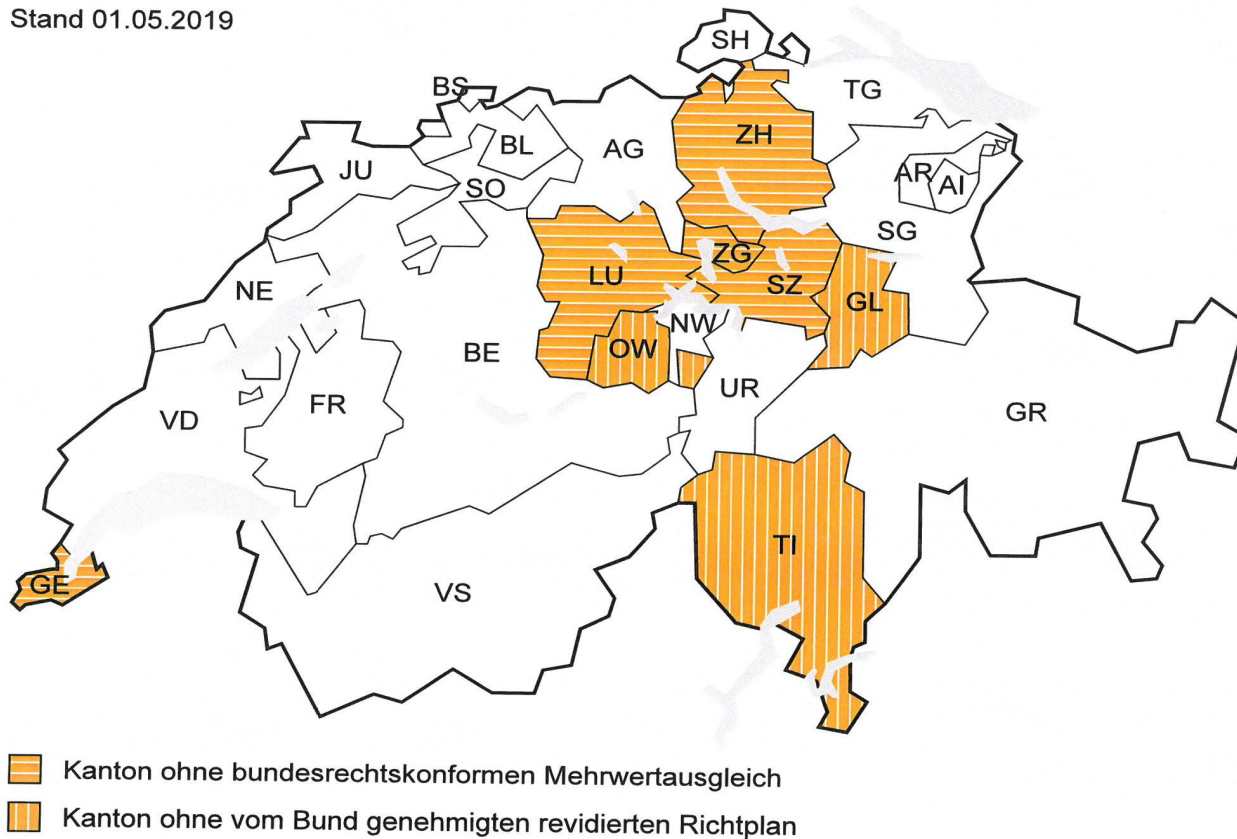 Stand 01.05.2019
SH
BS
TG
BL
AG
ZH
JU
SO
AR
AI
SG
ZG
LU
SZ
NE
GL
NW
OW
BE
UR
FR
VD
GR
TI
GE
VS
Kanton ohne bundesrechtskonformen Mehrwertausgleich
Kanton ohne vom Bund genehmigten revidierten Richtplan